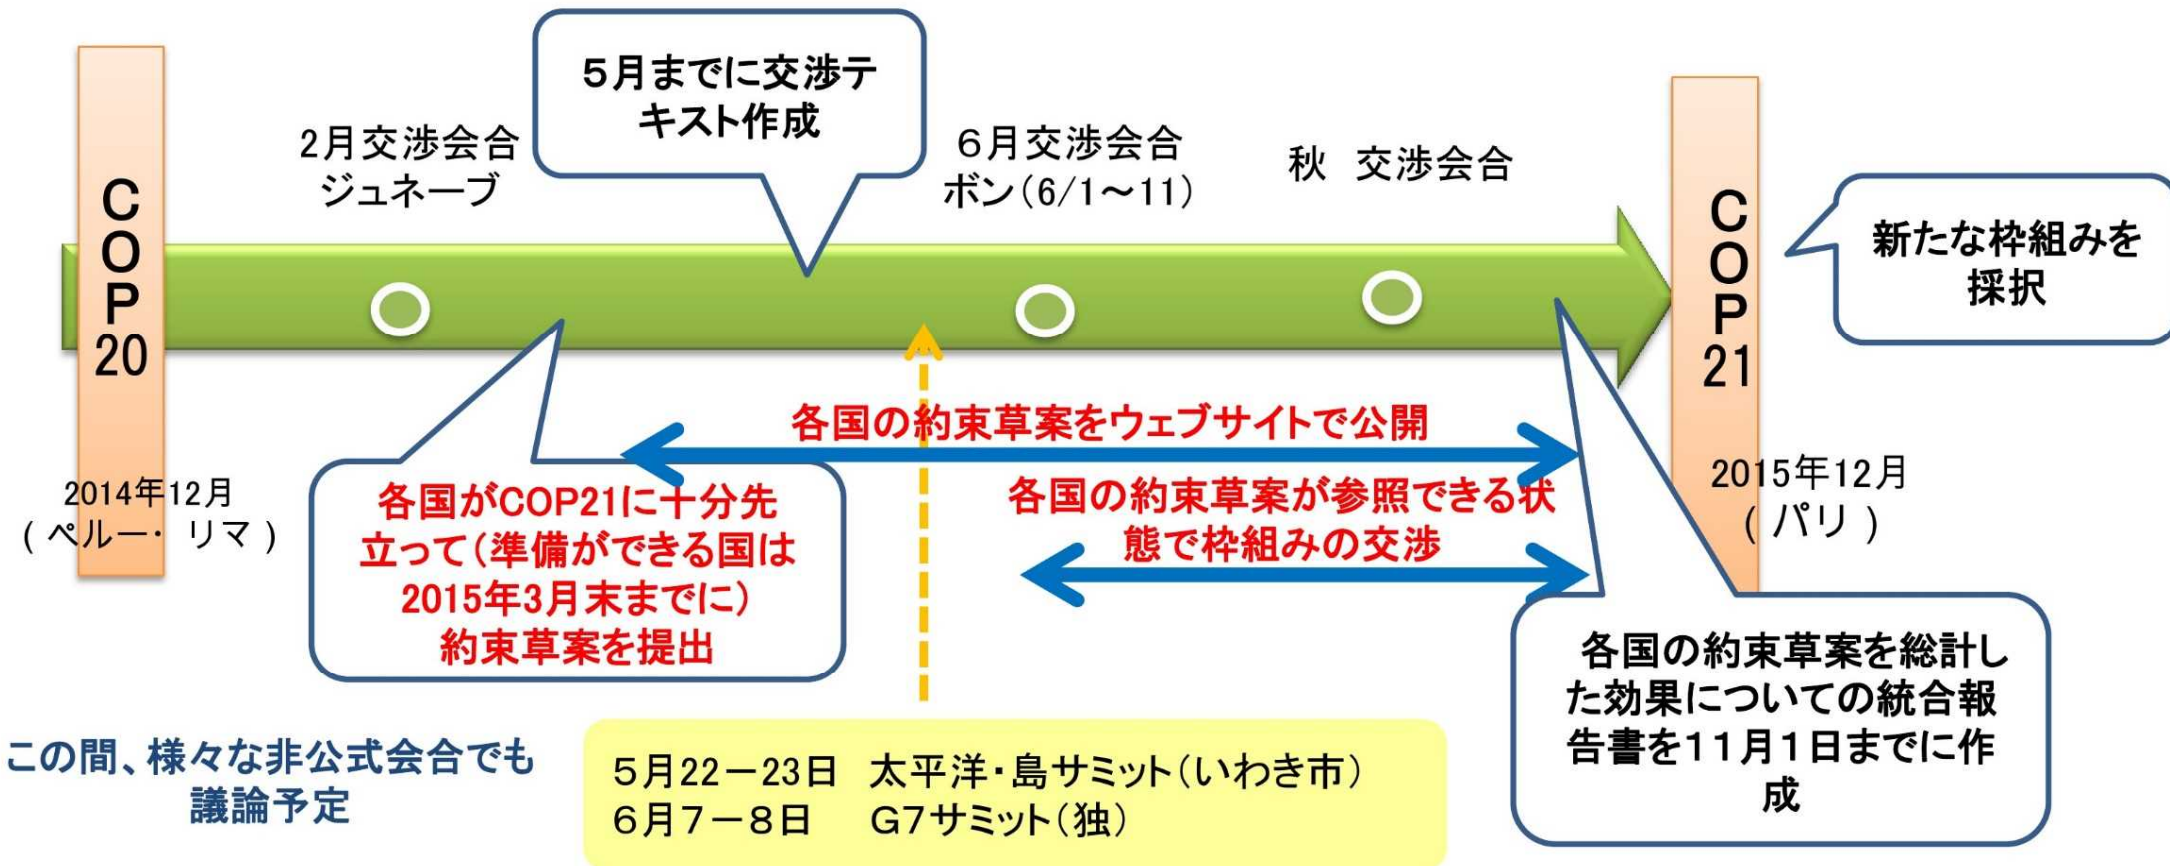 5月までに交渉テ
キスト作成
2月交渉会合
ジュネーブ
6月交渉会合
ボン(6/1～11)
秋 交渉会合
COP20
COP21
新たな枠組みを
採択
2014年12月
(ペルー・ リマ )
各国の約束草案をウェブサイトで公開
各国がCOP21に十分先
立って(準備ができる国は
2015年3月末までに)
約束草案を提出
各国の約束草案が参照できる状
態で枠組みの交渉
2015年12月
( パリ )
各国の約束草案を総計し
た効果についての統合報
告書を11月1日までに作
成
この間、様々な非公式会合でも
議論予定
5月22－23日 太平洋・島サミット(いわき市)
6月7－8日 G7サミット(独)